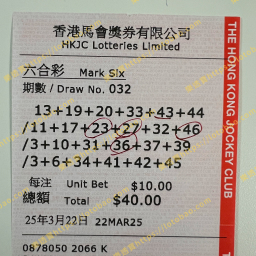 香港馬會獎券有限公司
HKJC Lotteries Limited
六合彩 Mark Six
期數 / Draw No. 032
13+19+20+33+43+44
/11+17+23+27+32+46
/3+10+31+36+37+39
/3+6+34+41+42+45
每注 Unit Bet $10.00
總額 Total $40.00
25年3月22日 22MAR25
0878050 2066 K
THE HONG KONG JOCKEY CLUB